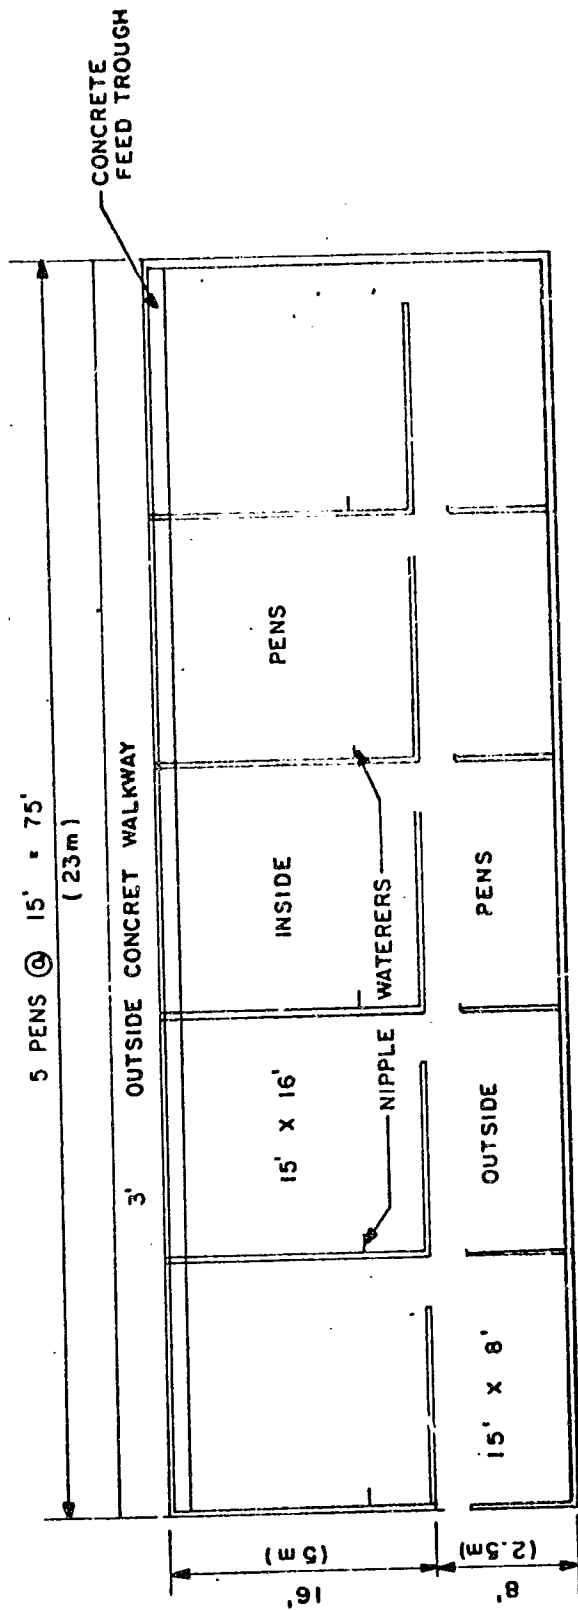 5 PENS @ 15' = 75'
(23m)
CONCRETE
FEED TROUGH
3' OUTSIDE CONCRET WALKWAY
15' X 16'
INSIDE
PENS
NIPPLE WATERERS
15' X 8'
OUTSIDE
PENS
16'
(5m)
8'
(2.5m)